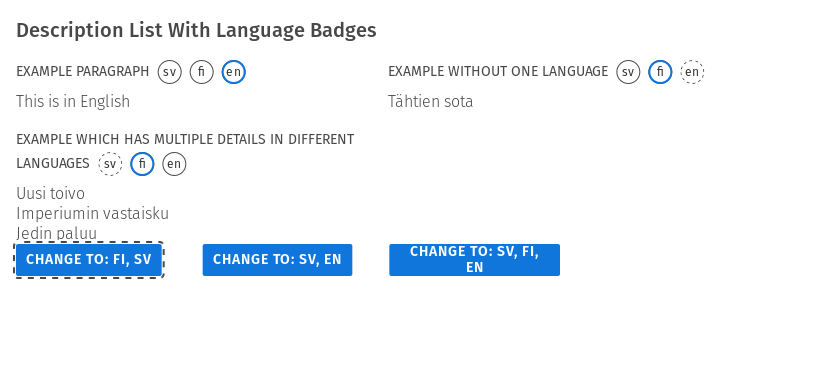 Description List With Language Badges
EXAMPLE PARAGRAPH sv fi en
This is in English
EXAMPLE WITHOUT ONE LANGUAGE sv fi en
Tähtien sota
EXAMPLE WHICH HAS MULTIPLE DETAILS IN DIFFERENT
LANGUAGES sv fi en
Uusi toivo
Imperiumin vastaisku
Jedin paluu
CHANGE TO: FI, SV
CHANGE TO: SV, EN
CHANGE TO: SV, FI,
EN